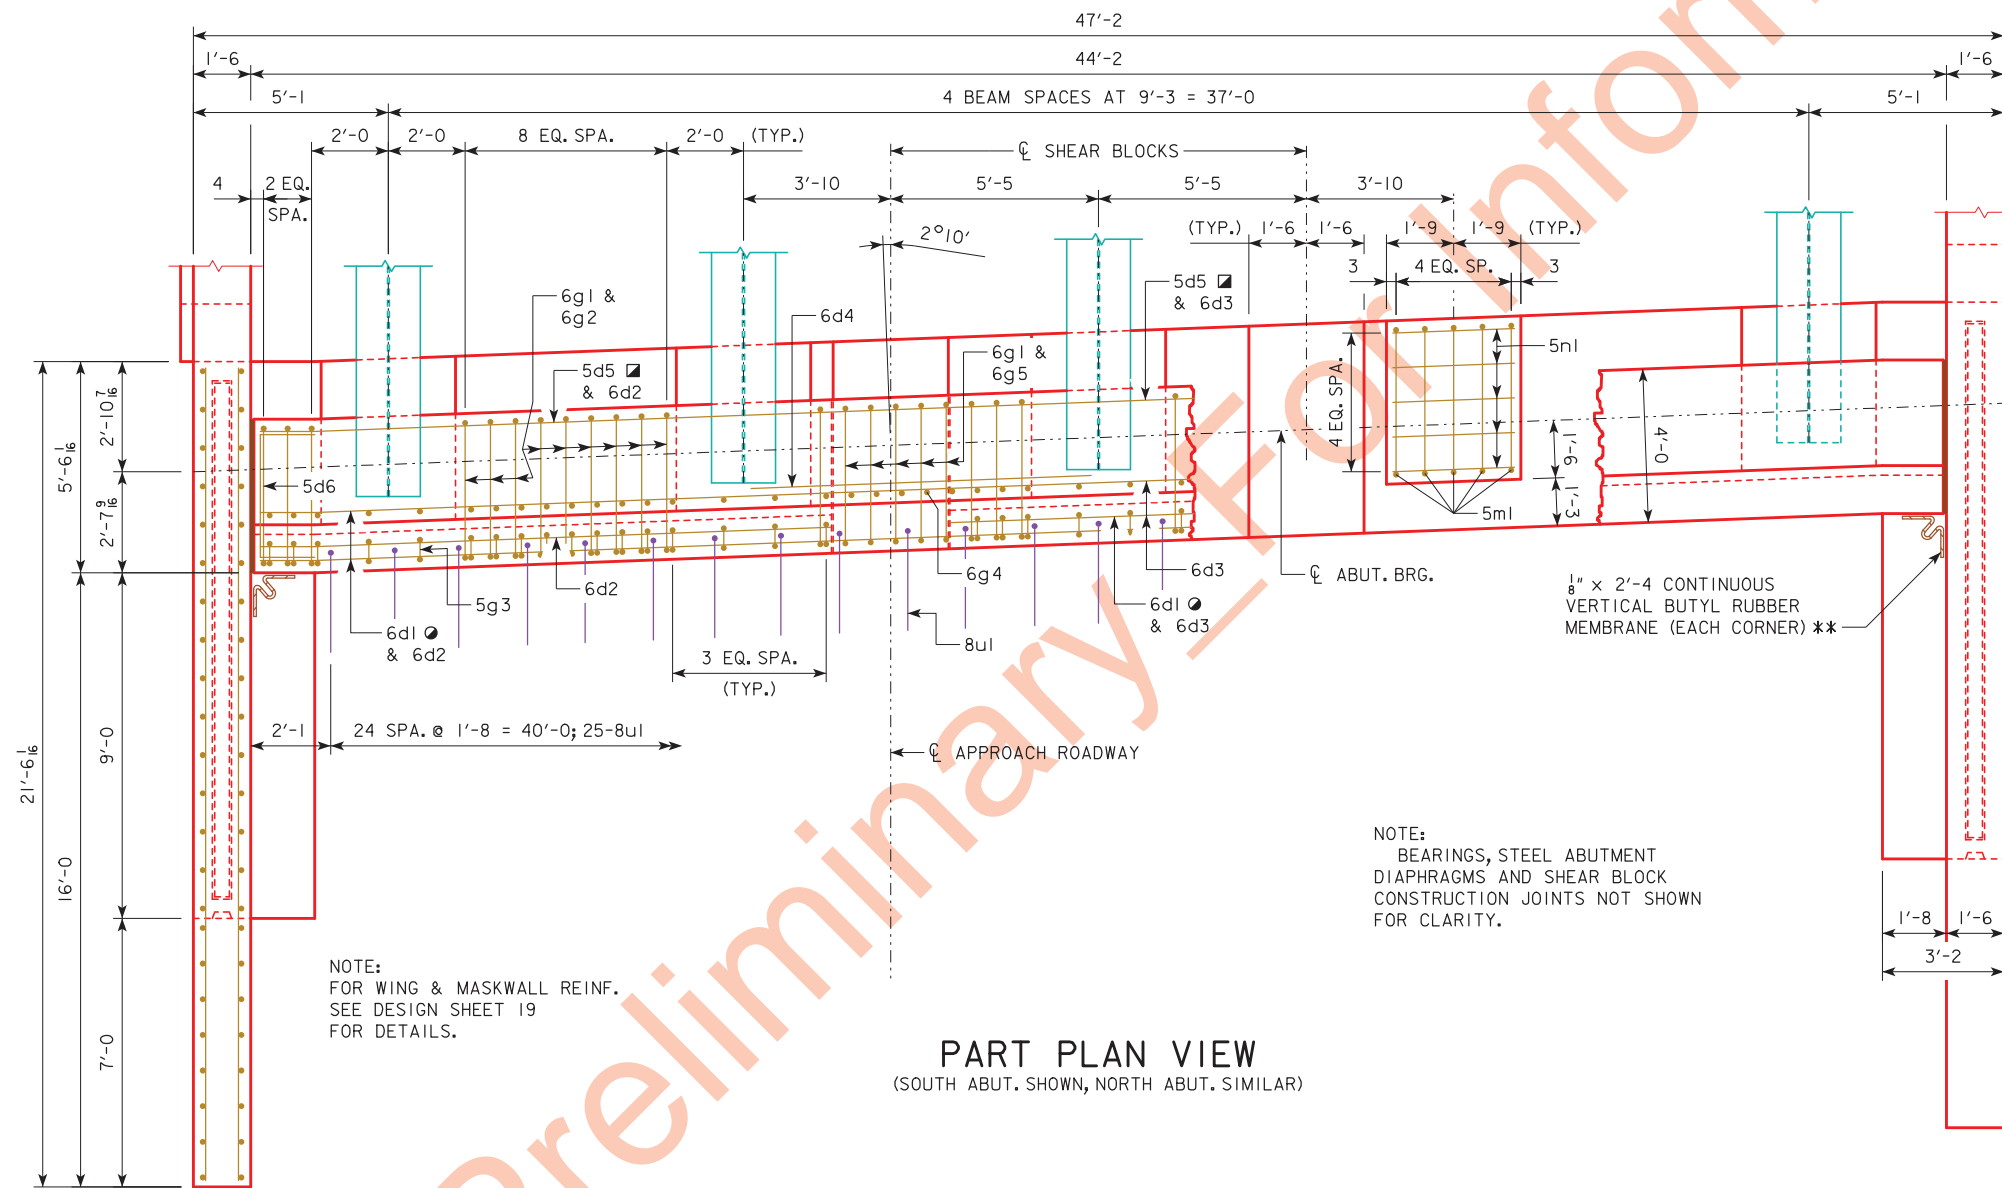 47'-2
1'-6
44'-2
1'-6
5'-1
4 BEAM SPACES AT 9'-3 = 37'-0
5'-1
2'-0
2'-0
8 EQ. SPA.
2'-0
(TYP.)
℄ SHEAR BLOCKS
4
2 EQ.
SPA.
3'-10
5'-5
5'-5
3'-10
2°10'
(TYP.)
1'-6
1'-6
1'-9
1'-9
(TYP.)
3
4 EQ. SP.
3
6g1 &
6g2
6d4
5d5
& 6d3
5d5
& 6d2
6g1 &
6g5
5n1
4 EQ. SPA.
5m1
1'-6
1'-3
4'-0
2'-10 7/16
5'-6 1/16
2'-7 9/16
21'-6 1/16
16'-0
9'-0
7'-0
5d6
5g3
6d2
6d1
& 6d2
6g4
6d3
6d1
& 6d3
8u1
℄ ABUT. BRG.
1/8" × 2'-4 CONTINUOUS
VERTICAL BUTYL RUBBER
MEMBRANE (EACH CORNER) **
3 EQ. SPA.
(TYP.)
2'-1
24 SPA. @ 1'-8 = 40'-0; 25-8u1
℄ APPROACH ROADWAY
NOTE:
BEARINGS, STEEL ABUTMENT
DIAPHRAGMS AND SHEAR BLOCK
CONSTRUCTION JOINTS NOT SHOWN
FOR CLARITY.
1'-8
1'-6
3'-2
NOTE:
FOR WING & MASKWALL REINF.
SEE DESIGN SHEET 19
FOR DETAILS.
PART PLAN VIEW
(SOUTH ABUT. SHOWN, NORTH ABUT. SIMILAR)
Preliminary_For Inform